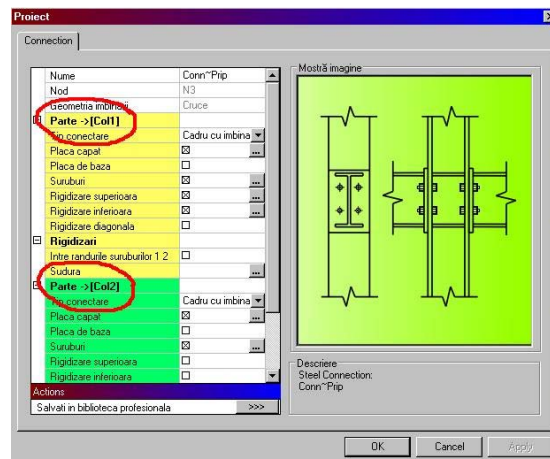 Proiect
Connection
Nume Conn~Prip
Nod N3
Geometria imbinarii Cruce
Parte ->[Col1]
Tip conectare Cadru cu imbina
Placa capat ...
Placa de baza
Suruburi ...
Rigidizare superioara ...
Rigidizare inferioara ...
Rigidizare diagonala
Rigidizari
Intre randurile suruburilor 1 2
Sudura ...
Parte ->[Col2]
Tip conectare Cadru cu imbina
Placa capat ...
Placa de baza
Suruburi ...
Rigidizare superioara
Rigidizare inferioara
Actions
Salvati in biblioteca profesionala >>>
Mostră imagine
Descriere
Steel Connection:
Conn~Prip
OK Cancel Apply